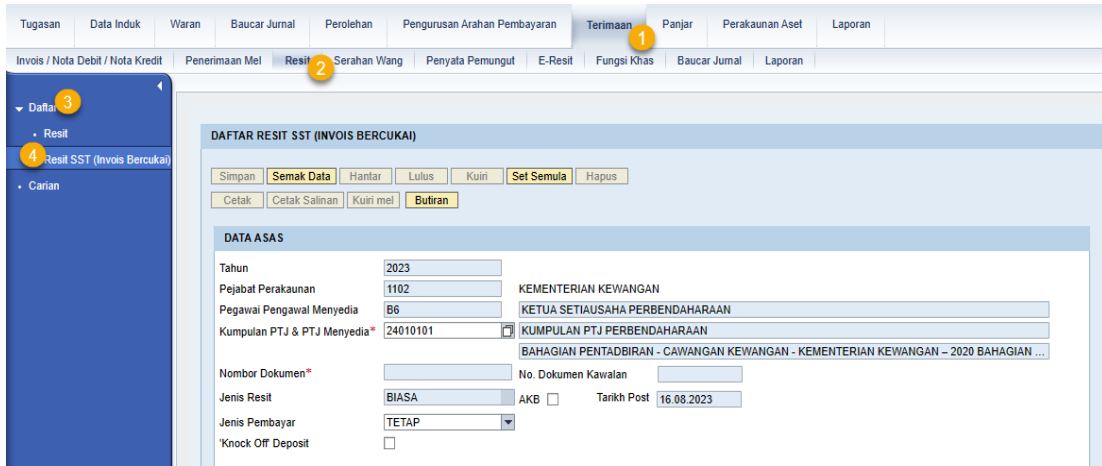 Tugasan Data Induk Waran Baucar Jurnal Perolehan Pengurusan Arahan Pembayaran Terimaan Panjar Perakaunan Aset Laporan
1
Invois / Nota Debit / Nota Kredit Penerimaan Mel Resit Serahan Wang Penyata Pemungut E-Resit Fungsi Khas Baucar Jurnal Laporan
2
Daftar
3
Resit
4
Resit SST (Invois Bercukai)
Carian
DAFTAR RESIT SST (INVOIS BERCUKAI)
Simpan Semak Data Hantar Lulus Kuiri Set Semula Hapus
Cetak Cetak Salinan Kuiri mel Butiran
DATA ASAS
Tahun 2023
Pejabat Perakaunan 1102 KEMENTERIAN KEWANGAN
Pegawai Pengawal Menyedia B6 KETUA SETIAUSAHA PERBENDAHARAAN
Kumpulan PTJ & PTJ Menyedia* 24010101 KUMPULAN PTJ PERBENDAHARAAN
BAHAGIAN PENTADBIRAN - CAWANGAN KEWANGAN - KEMENTERIAN KEWANGAN – 2020 BAHAGIAN ...
Nombor Dokumen* No. Dokumen Kawalan
Jenis Resit BIASA AKB Tarikh Post 16.08.2023
Jenis Pembayar TETAP
'Knock Off' Deposit